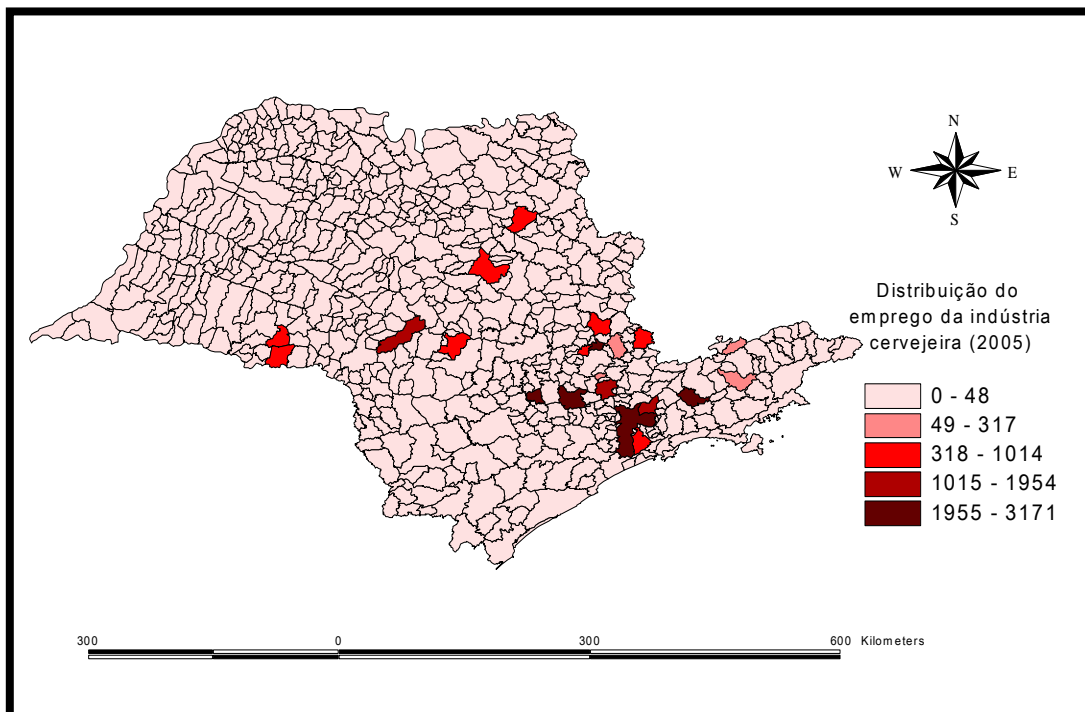 N
W E
S
Distribuição do
emprego da indústria
cervejeira (2005)
0 - 48
49 - 317
318 - 1014
1015 - 1954
1955 - 3171
300 0 300 600 Kilometers